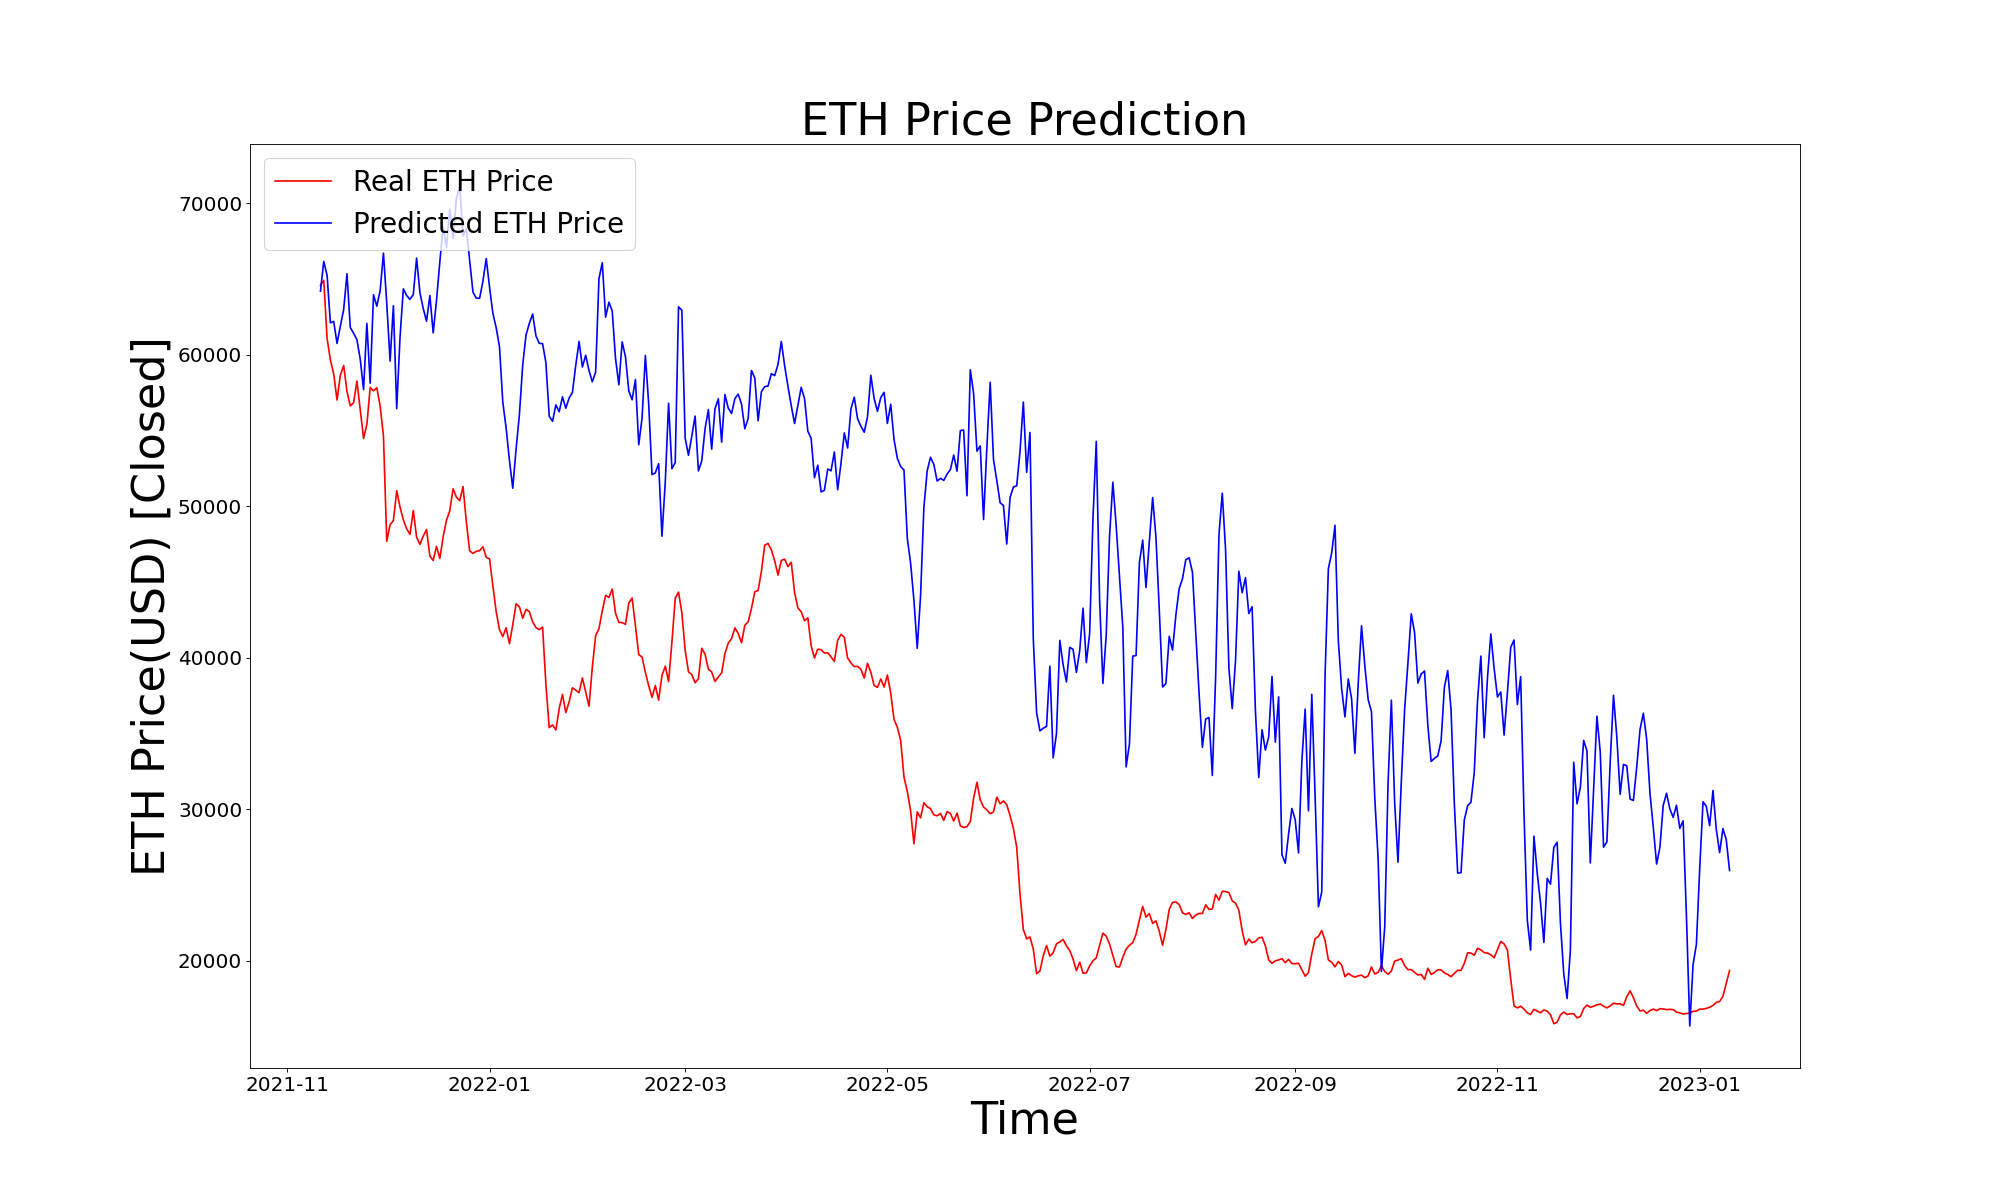 ETH Price Prediction
Real ETH Price
Predicted ETH Price
ETH Price(USD) [Closed]
70000
60000
50000
40000
30000
20000
2021-11
2022-01
2022-03
2022-05
2022-07
2022-09
2022-11
2023-01
Time